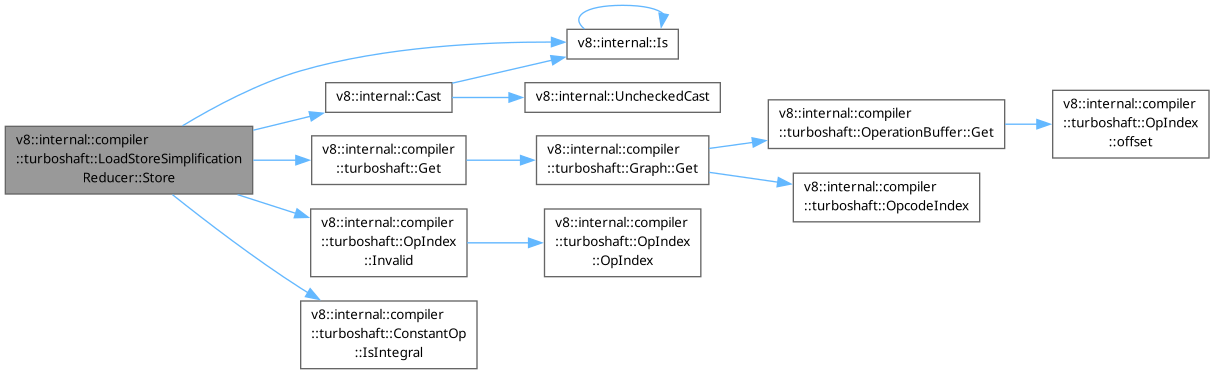 v8::internal::compiler
::turboshaft::LoadStoreSimplification
Reducer::Store
v8::internal::Is
v8::internal::Cast
v8::internal::UncheckedCast
v8::internal::compiler
::turboshaft::Get
v8::internal::compiler
::turboshaft::Graph::Get
v8::internal::compiler
::turboshaft::OperationBuffer::Get
v8::internal::compiler
::turboshaft::OpIndex
::offset
v8::internal::compiler
::turboshaft::OpcodeIndex
v8::internal::compiler
::turboshaft::OpIndex
::Invalid
v8::internal::compiler
::turboshaft::OpIndex
::OpIndex
v8::internal::compiler
::turboshaft::ConstantOp
::IsIntegral